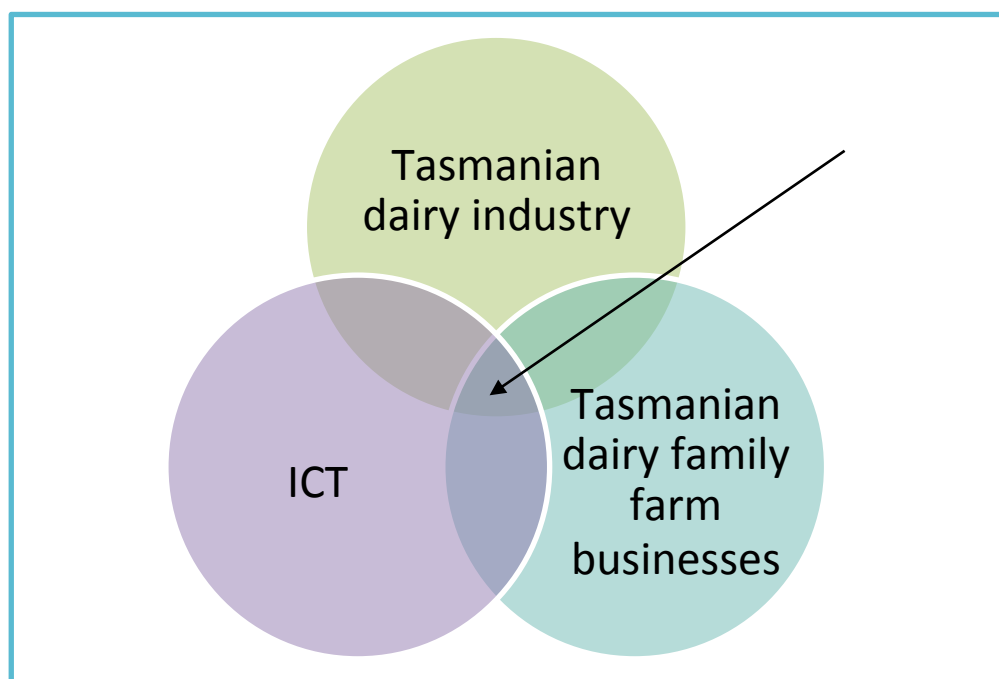 Tasmanian
dairy industry
ICT
Tasmanian
dairy family
farm
businesses